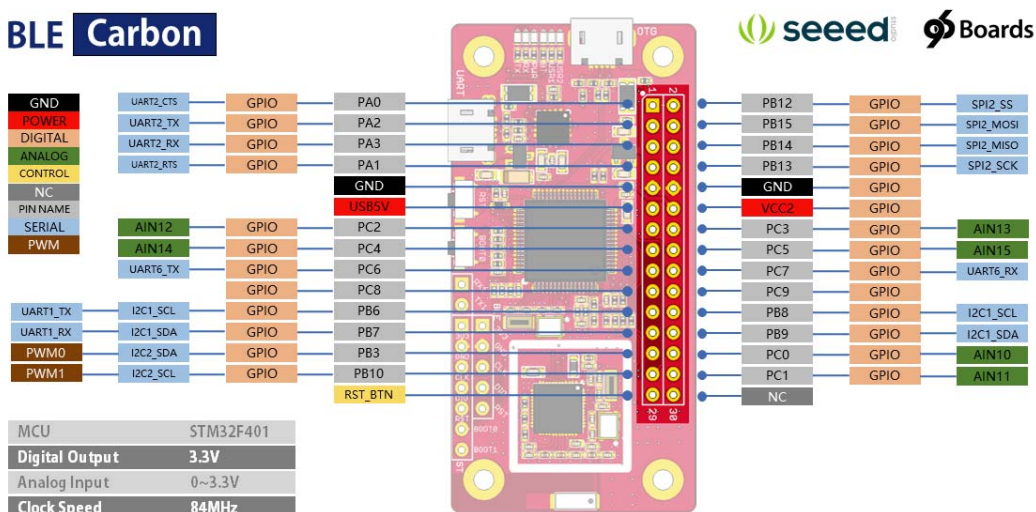 BLE Carbon
seeed studio
96Boards
GND
POWER
DIGITAL
ANALOG
CONTROL
NC
PIN NAME
SERIAL
PWM
UART2_CTS GPIO PA0
UART2_TX GPIO PA2
UART2_RX GPIO PA3
UART2_RTS GPIO PA1
GND
USB5V
AIN12 GPIO PC2
AIN14 GPIO PC4
UART6_TX GPIO PC6
GPIO PC8
UART1_TX I2C1_SCL GPIO PB6
UART1_RX I2C1_SDA GPIO PB7
PWM0 I2C2_SDA GPIO PB3
PWM1 I2C2_SCL GPIO PB10
RST_BTN
OTG
UART
1 2
29 30
BOOT0
BOOT1
PB12 GPIO SPI2_SS
PB15 GPIO SPI2_MOSI
PB14 GPIO SPI2_MISO
PB13 GPIO SPI2_SCK
GND GPIO
VCC2 GPIO
PC3 GPIO AIN13
PC5 GPIO AIN15
PC7 GPIO UART6_RX
PC9 GPIO
PB8 GPIO I2C1_SCL
PB9 GPIO I2C1_SDA
PC0 GPIO AIN10
PC1 GPIO AIN11
NC
MCU STM32F401
Digital Output 3.3V
Analog Input 0~3.3V
Clock Speed 84MHz